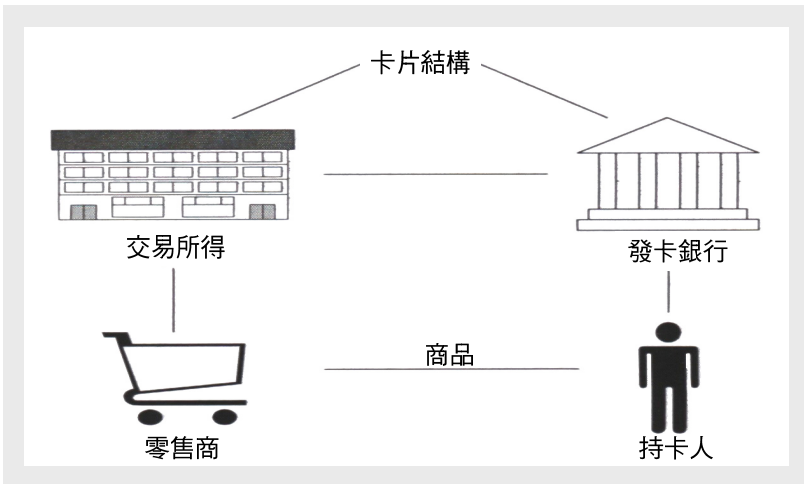 卡片結構
交易所得
發卡銀行
商品
零售商
持卡人